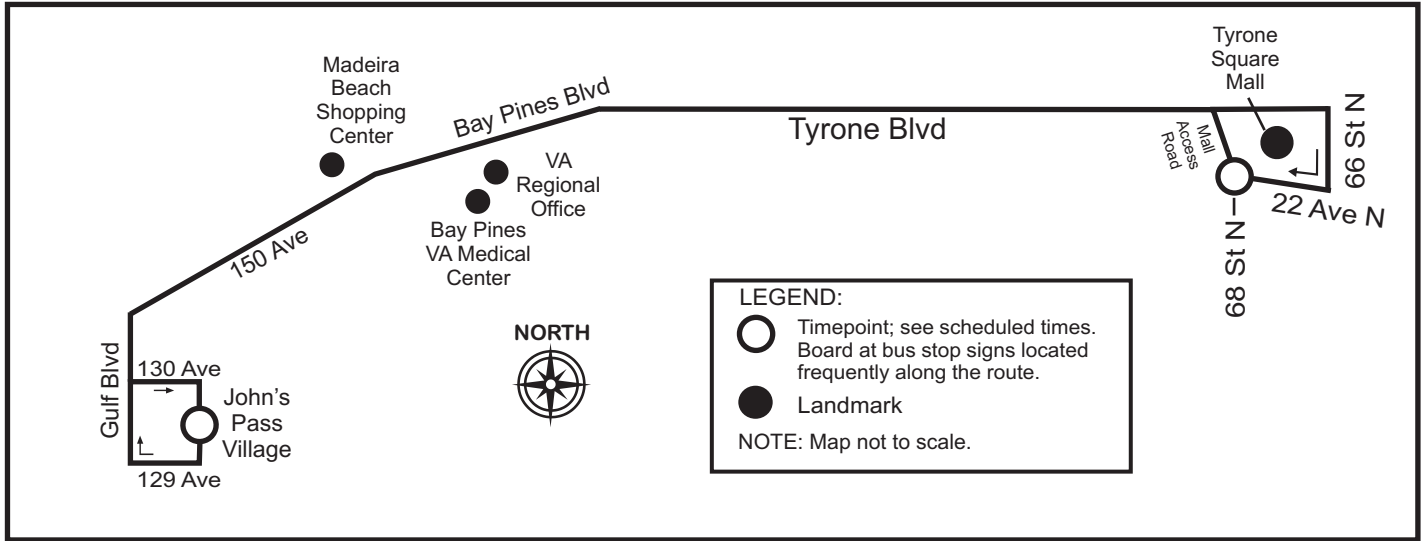 Madeira
Beach
Shopping
Center
Bay Pines Blvd
Tyrone Blvd
Tyrone
Square
Mall
Mall
Access
Road
66 St N
22 Ave N
68 St N
VA
Regional
Office
Bay Pines
VA Medical
Center
150 Ave
Gulf Blvd
130 Ave
John's
Pass
Village
129 Ave
NORTH
LEGEND:
Timepoint; see scheduled times.
Board at bus stop signs located
frequently along the route.
Landmark
NOTE: Map not to scale.